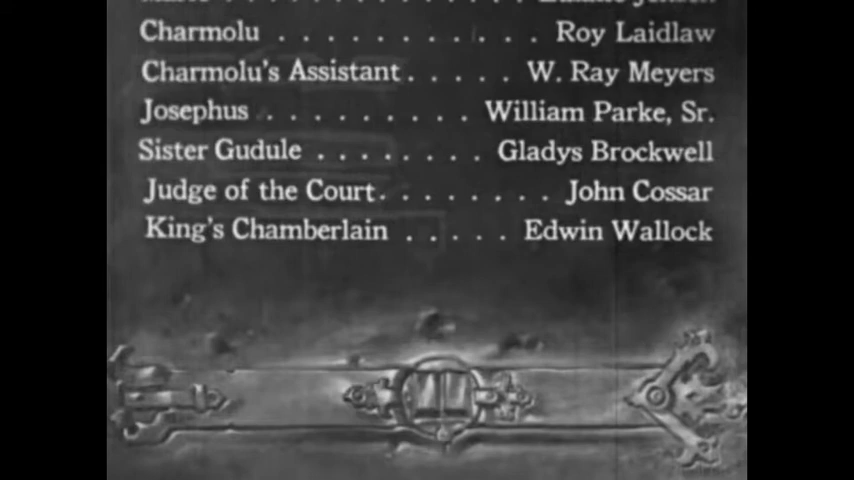 Charmolu . . . . . . . . . . . Roy Laidlaw
Charmolu's Assistant . . . . . W. Ray Meyers
Josephus . . . . . . . . . William Parke, Sr.
Sister Gudule . . . . . . . . Gladys Brockwell
Judge of the Court . . . . . . . . John Cossar
King's Chamberlain . . . . . Edwin Wallock